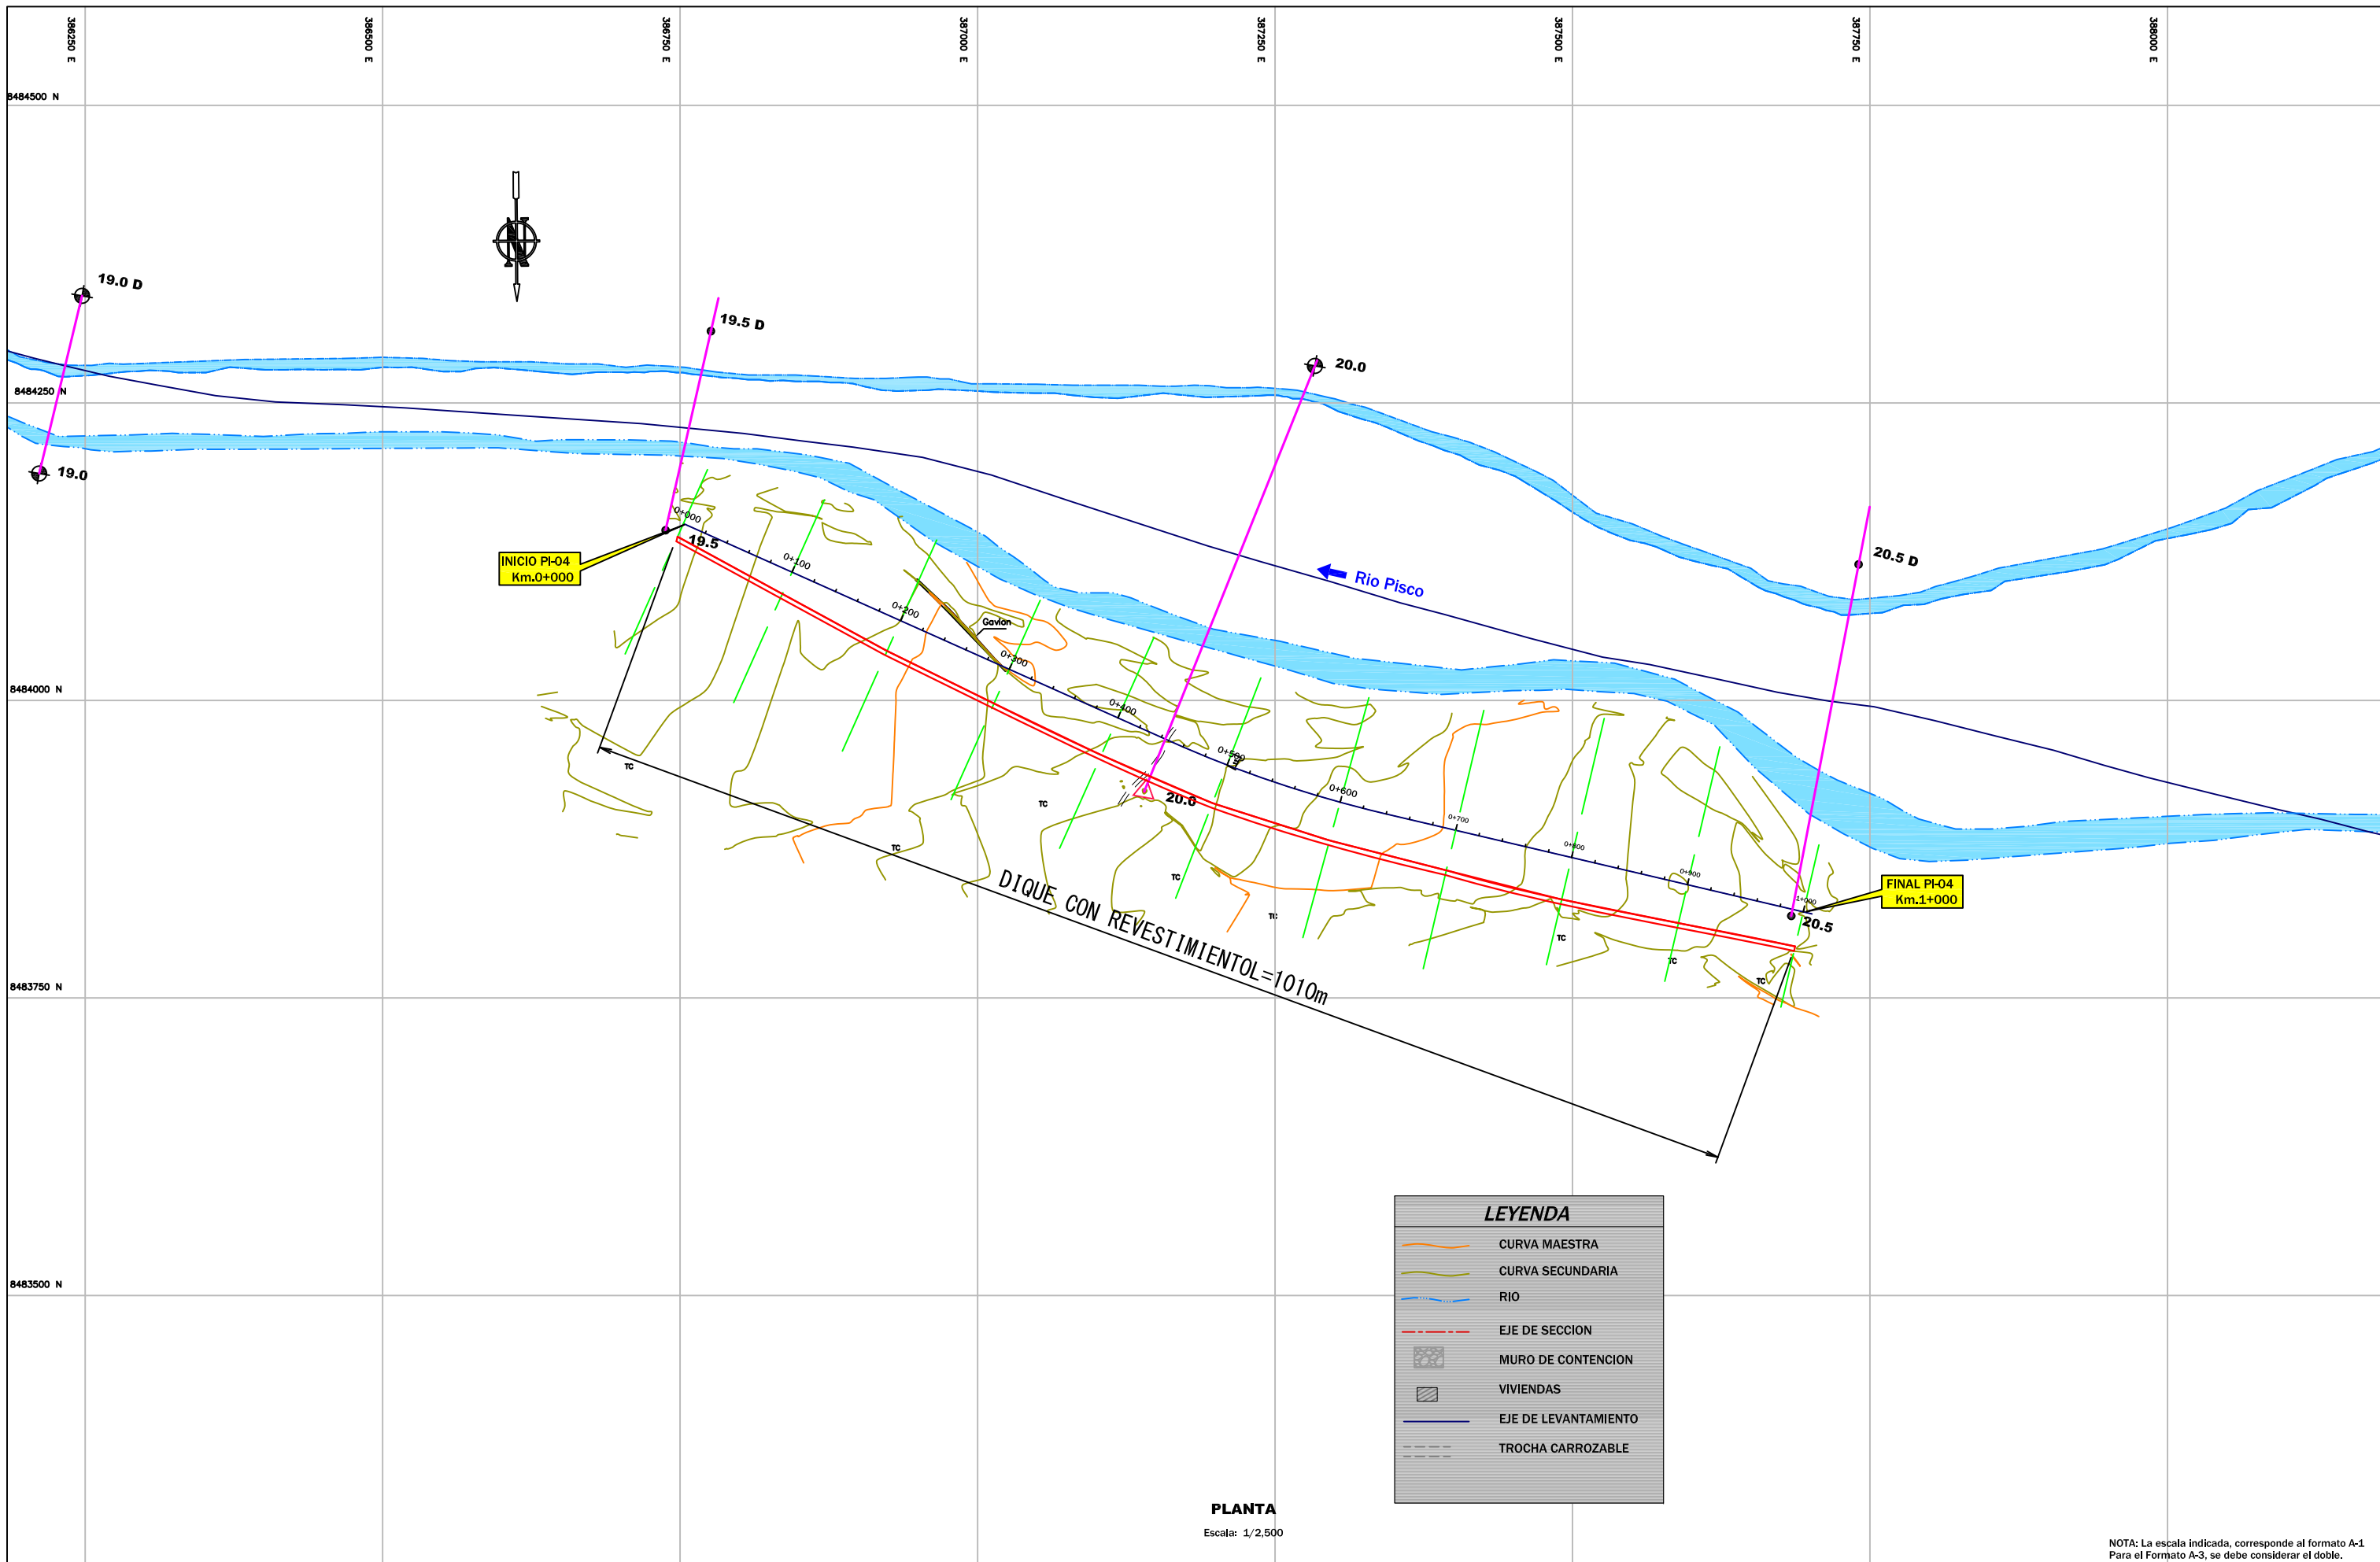 386250 E
386500 E
386750 E
387000 E
387250 E
387500 E
387750 E
388000 E
8484500 N
N
19.0 D
19.5 D
20.0
8484250 N
19.0
0+000
19.5
INICIO PI-04
Km.0+000
0+100
20.5 D
Rio Pisco
0+200
Gavion
0+300
8484000 N
0+400
0+500
TC
20.0
0+600
TC
0+700
TC
0+800
TC
0+900
FINAL PI-04
Km.1+000
1+000
20.5
TC
TC
TC
TC
DIQUE CON REVESTIMIENTOL=1010m
8483750 N
8483500 N
LEYENDA
CURVA MAESTRA
CURVA SECUNDARIA
RIO
EJE DE SECCION
MURO DE CONTENCION
VIVIENDAS
EJE DE LEVANTAMIENTO
TROCHA CARROZABLE
PLANTA
Escala: 1/2,500
NOTA: La escala indicada, corresponde al formato A-1
Para el Formato A-3, se debe considerar el doble.